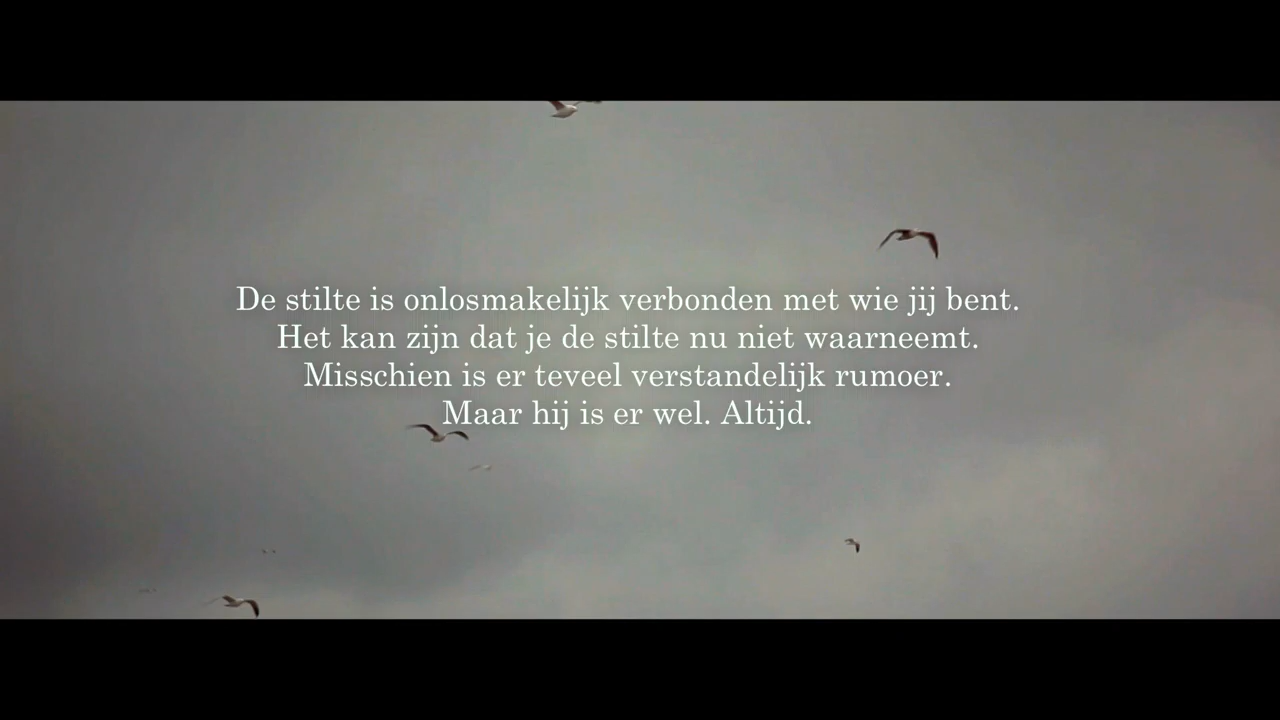 De stilte is onlosmakelijk verbonden met wie jij bent.
Het kan zijn dat je de stilte nu niet waarneemt.
Misschien is er teveel verstandelijk rumoer.
Maar hij is er wel. Altijd.